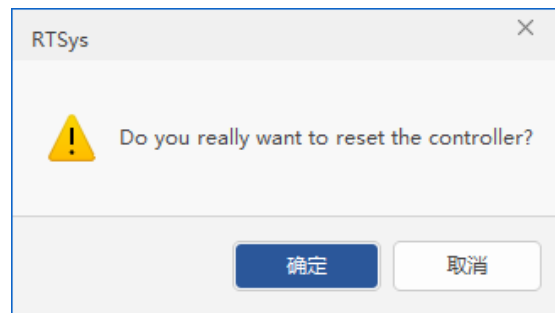 RTSys
Do you really want to reset the controller?
确定
取消